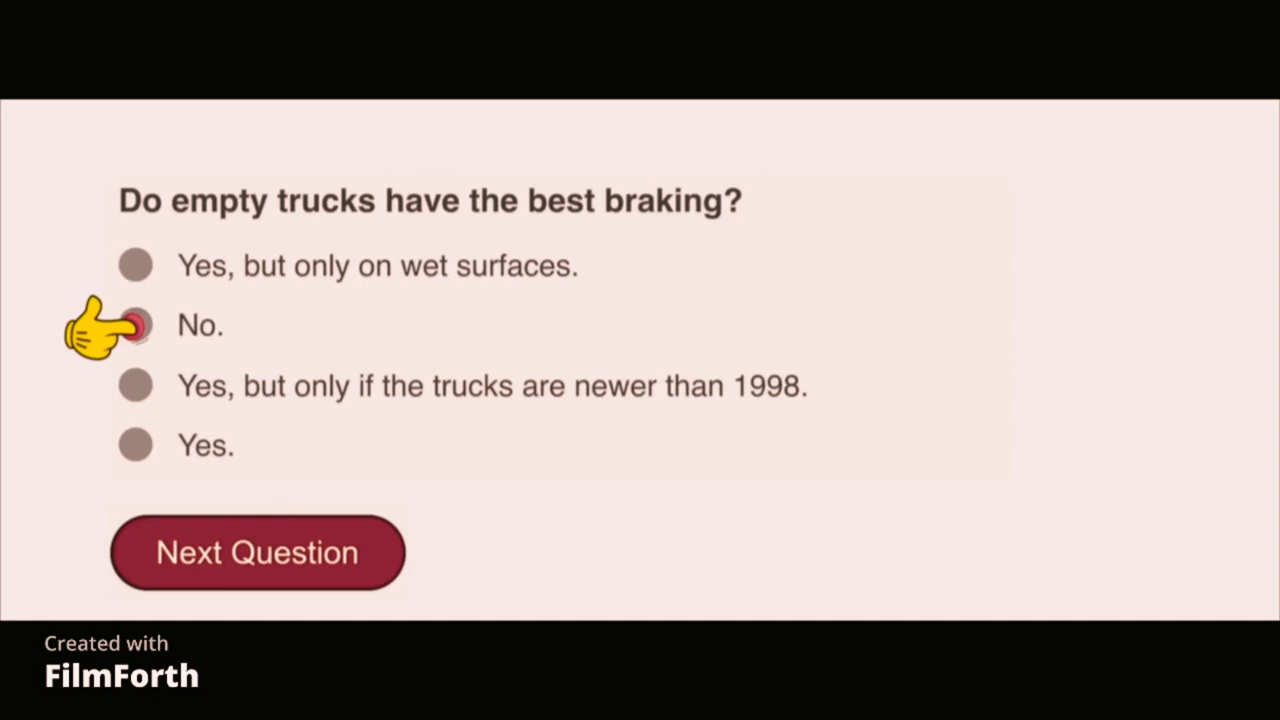 Do empty trucks have the best braking?
Yes, but only on wet surfaces.
No.
Yes, but only if the trucks are newer than 1998.
Yes.
Next Question
Created with
FilmForth